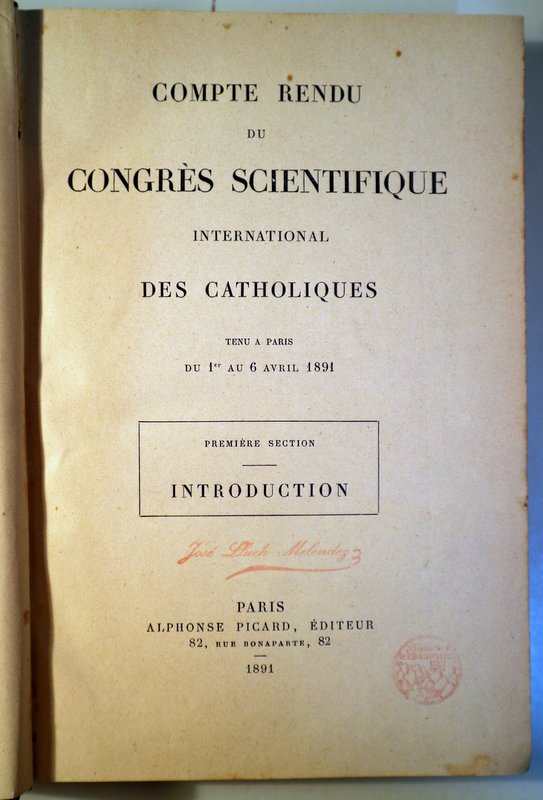 COMPTE RENDU
DU
CONGRÈS SCIENTIFIQUE
INTERNATIONAL
DES CATHOLIQUES
TENU A PARIS
DU 1er AU 6 AVRIL 1891
PREMIÈRE SECTION
INTRODUCTION
José Lluch Melendez
PARIS
ALPHONSE PICARD, ÉDITEUR
82, RUE BONAPARTE, 82
1891